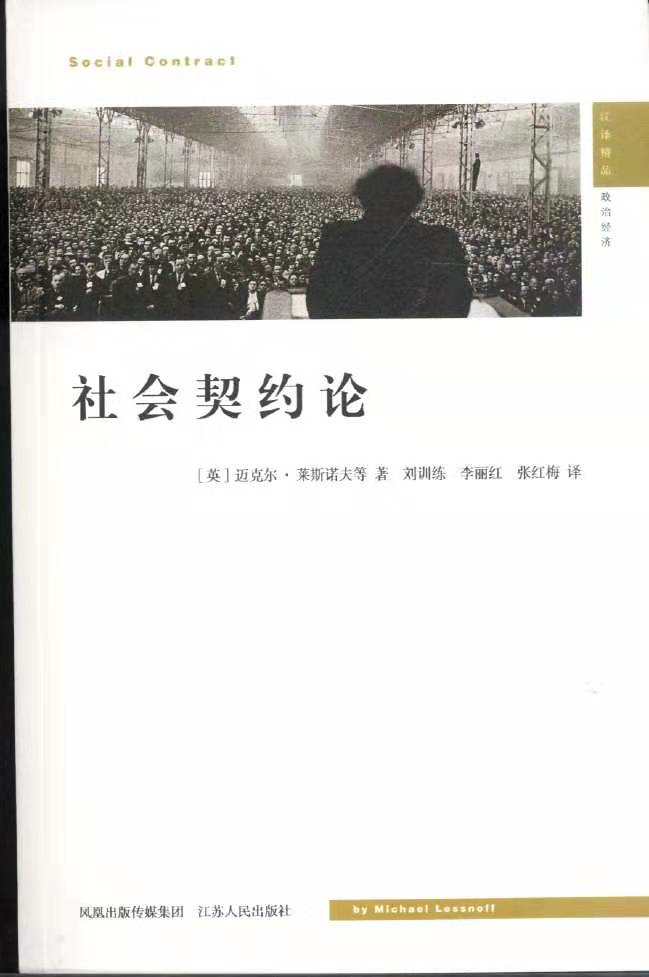 Social Contract
汉译精品
政治经济
社会契约论
[英]迈克尔·莱斯诺夫等 著 刘训练 李丽红 张红梅 译
凤凰出版传媒集团 江苏人民出版社
by Michael Lessnoff